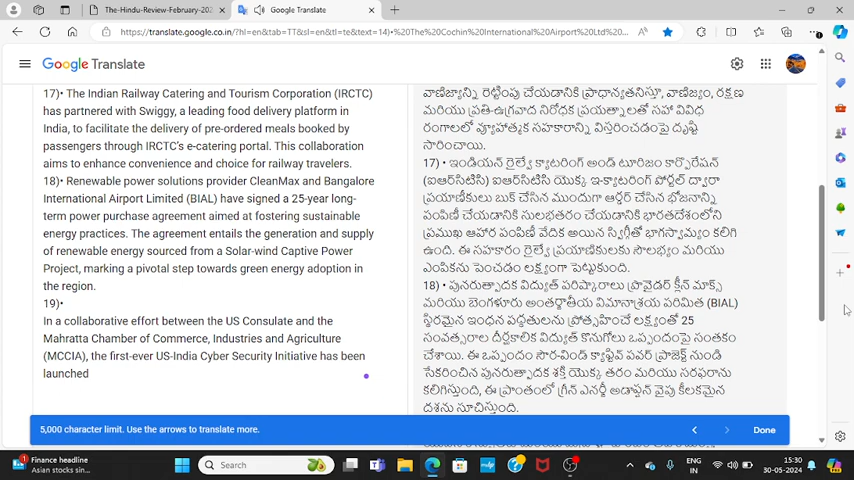 The-Hindu-Review-February-202
Google Translate
https://translate.google.co.in/?hl=en&tab=TT&sl=en&tl=te&text=14)•%20The%20Cochin%20International%20Airport%20Ltd%...
Google Translate
17)• The Indian Railway Catering and Tourism Corporation (IRCTC)
has partnered with Swiggy, a leading food delivery platform in
India, to facilitate the delivery of pre-ordered meals booked by
passengers through IRCTC's e-catering portal. This collaboration
aims to enhance convenience and choice for railway travelers.
18)• Renewable power solutions provider CleanMax and Bangalore
International Airport Limited (BIAL) have signed a 25-year long-
term power purchase agreement aimed at fostering sustainable
energy practices. The agreement entails the generation and supply
of renewable energy sourced from a Solar-wind Captive Power
Project, marking a pivotal step towards green energy adoption in
the region.
19)•
In a collaborative effort between the US Consulate and the
Mahratta Chamber of Commerce, Industries and Agriculture
(MCCIA), the first-ever US-India Cyber Security Initiative has been
launched
వాణిజ్యాన్ని రెట్టింపు చేయడానికి ప్రాధాన్యతనిస్తూ, వాణిజ్యం, రక్షణ
మరియు ప్రతి-ఉగ్రవాద నిరోధక ప్రయత్నాలతో సహా వివిధ
రంగాలలో వ్యూహాత్మక సహకారాన్ని విస్తరించడంపై దృష్టి
సారించాయి.
17) • ఇండియన్ రైల్వే క్యాటరింగ్ అండ్ టూరిజం కార్పొరేషన్
(ఐఆర్‌సిటిసి) ఐఆర్‌సిటిసి యొక్క ఇ-క్యాటరింగ్ పోర్టల్ ద్వారా
ప్రయాణీకులు బుక్ చేసిన ముందుగా ఆర్డర్ చేసిన భోజనాన్ని
పంపిణీ చేయడానికి సులభతరం చేయడానికి భారతదేశంలోని
ప్రముఖ ఆహార పంపిణీ వేదిక అయిన స్విగ్గీతో భాగస్వామ్యం కలిగి
ఉంది. ఈ సహకారం రైల్వే ప్రయాణికులకు సౌలభ్యం మరియు
ఎంపికను పెంచడం లక్ష్యంగా పెట్టుకుంది.
18) • పునరుత్పాదక విద్యుత్ పరిష్కారాలు ప్రొవైడర్ క్లీన్ మాక్స్
మరియు బెంగళూరు అంతర్జాతీయ విమానాశ్రయ పరిమిత (BIAL)
స్థిరమైన ఇంధన పద్ధతులను ప్రోత్సహించే లక్ష్యంతో 25
సంవత్సరాల దీర్ఘకాలిక విద్యుత్ కొనుగోలు ఒప్పందంపై సంతకం
చేశాయి. ఈ ఒప్పందం సౌర-విండ్ క్యాప్టివ్ పవర్ ప్రాజెక్ట్ నుండి
సేకరించిన పునరుత్పాదక శక్తి యొక్క తరం మరియు సరఫరాను
కలిగిస్తుంది, ఈ ప్రాంతంలో గ్రీన్ ఎనర్జీ అడాప్షన్ వైపు కీలకమైన
దశను సూచిస్తుంది.
5,000 character limit. Use the arrows to translate more.
Done
Finance headline
Asian stocks sin...
Search
ENG
IN
15:30
30-05-2024